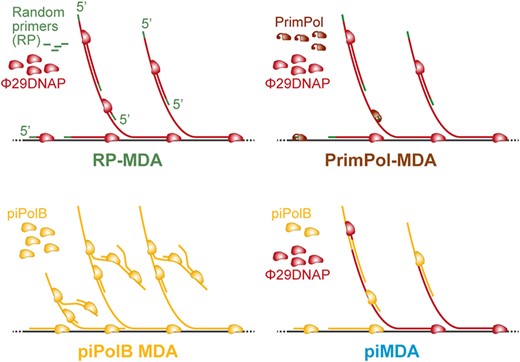 Random
primers
(RP)
Φ29DNAP
5’
5’
5’
5’
5’
RP-MDA
PrimPol
Φ29DNAP
PrimPol-MDA
piPolB
piPolB MDA
piPolB
Φ29DNAP
piMDA